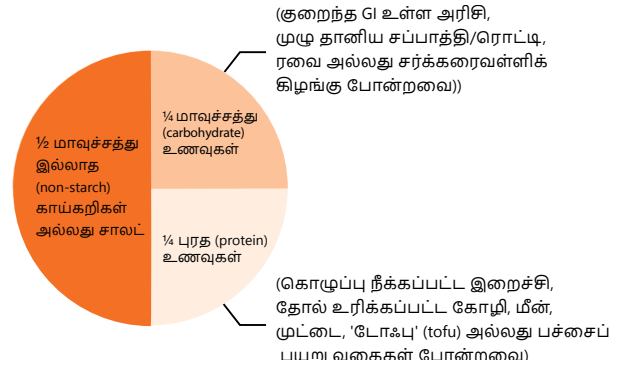 (குறைந்த GI உள்ள அரிசி,
முழு தானிய சப்பாத்தி/ரொட்டி,
ரவை அல்லது சர்க்கரைவள்ளிக்
கிழங்கு போன்றவை))
¼ மாவுச்சத்து
(carbohydrate)
உணவுகள்
½ மாவுச்சத்து
இல்லாத
(non-starch)
காய்கறிகள்
அல்லது சாலட்
¼ புரத (protein)
உணவுகள்
(கொழுப்பு நீக்கப்பட்ட இறைச்சி,
தோல் உரிக்கப்பட்ட கோழி, மீன்,
முட்டை, 'டோஃபு' (tofu) அல்லது பச்சைப்
பயறு வகைகள் போன்றவை)